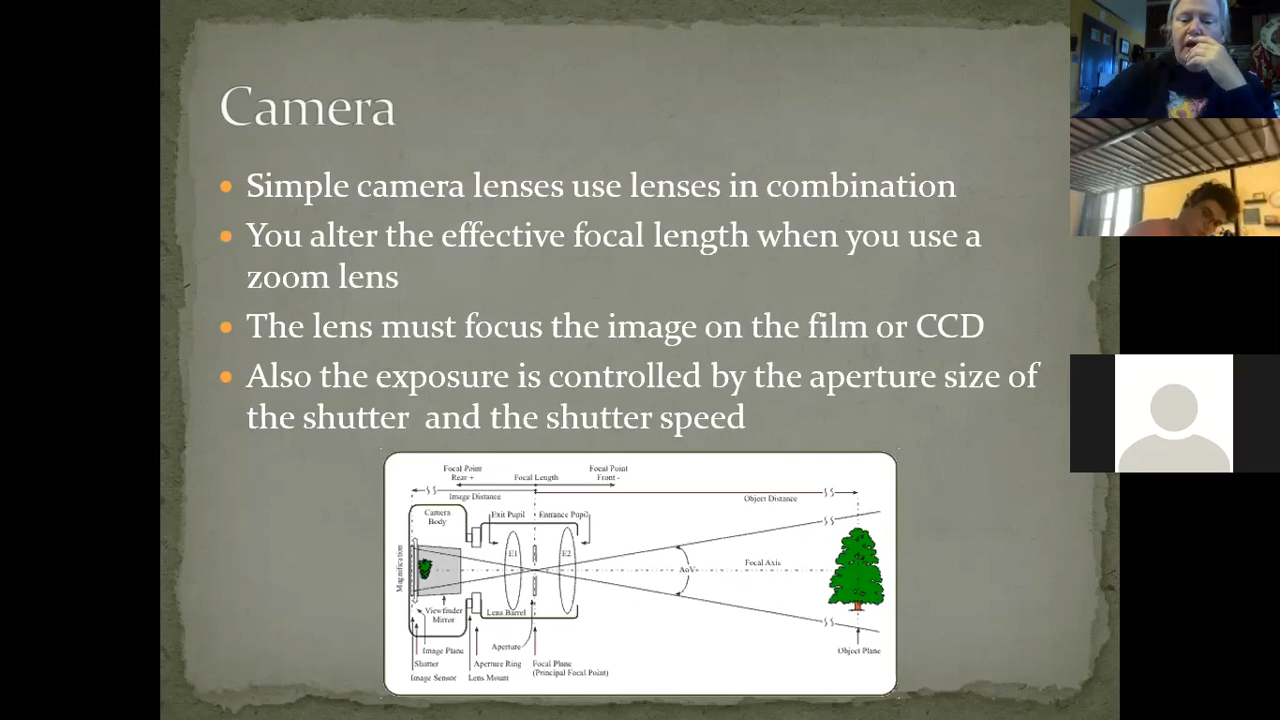 Camera
Simple camera lenses use lenses in combination
You alter the effective focal length when you use a
zoom lens
The lens must focus the image on the film or CCD
Also the exposure is controlled by the aperture size of
the shutter and the shutter speed
Focal Point
Rear +
Focal Length
Focal Point
Front -
Image Distance
Object Distance
Camera
Body
Exit Pupil
Entrance Pupil
Magnification
E1
E2
AoV
Focal Axis
Viewfinder
Mirror
Lens Barrel
Image Plane
Aperture
Object Plane
Shutter
Aperture Ring
Focal Plane
(Principal Focal Point)
Image Sensor
Lens Mount